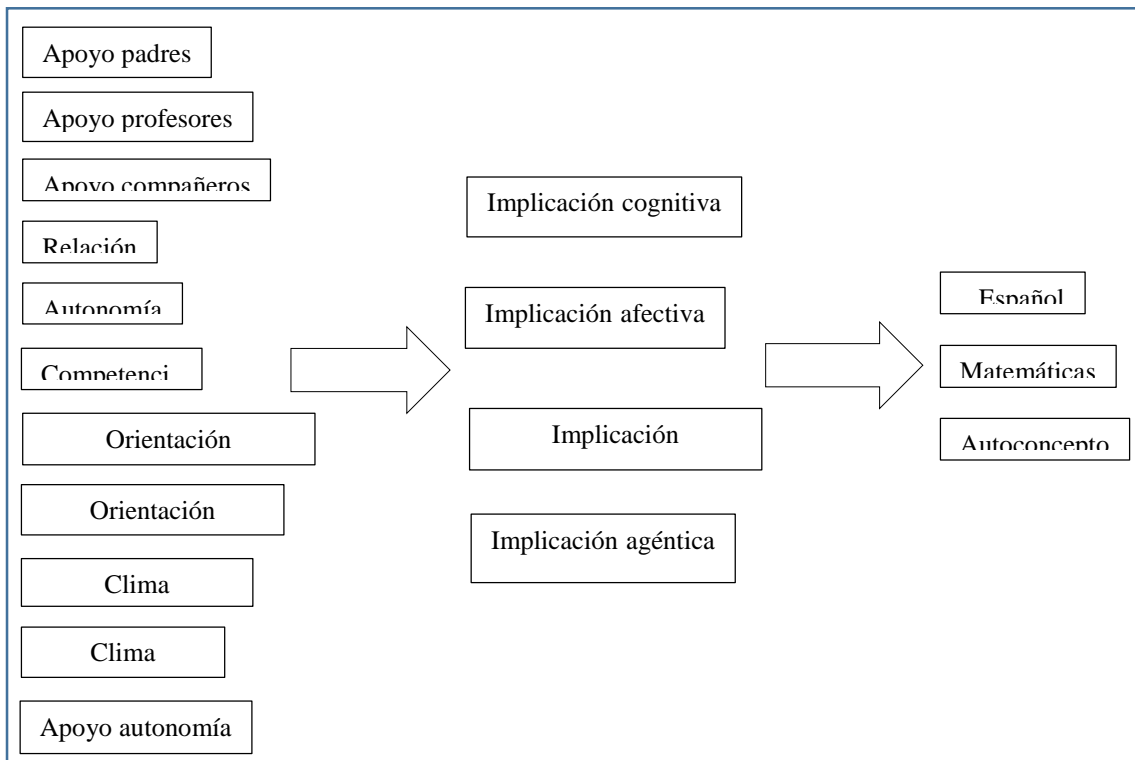 Apoyo padres
Apoyo profesores
Apoyo compañeros
Relación
Autonomía
Competenci
Orientación
Orientación
Clima
Clima
Apoyo autonomía
Implicación cognitiva
Implicación afectiva
Implicación
Implicación agéntica
Español
Matemáticas
Autoconcepto